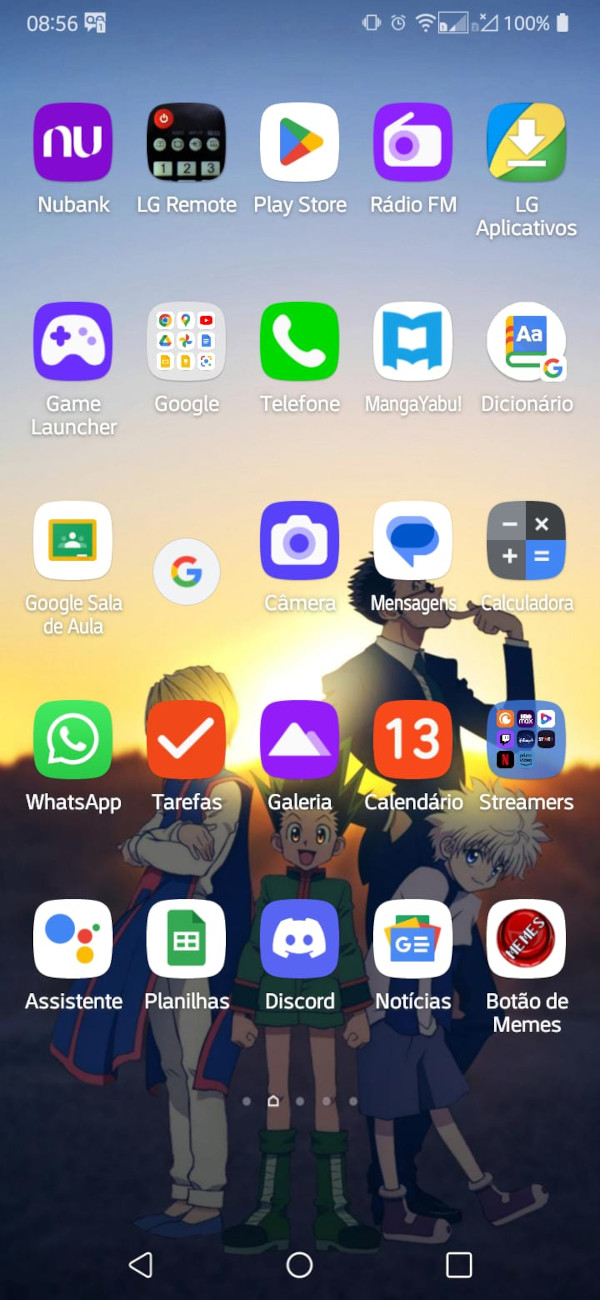 08:56
100%
nu
1 2 3
Nubank
LG Remote
Play Store
Rádio FM
LG
Aplicativos
Aa
G
Game
Launcher
Google
Telefone
MangaYabu!
Dicionário
G
Google Sala
de Aula
Câmera
Mensagens
Calculadora
13
WhatsApp
Tarefas
Galeria
Calendário
Streamers
GE
MEMES
Assistente
Planilhas
Discord
Notícias
Botão de
Memes